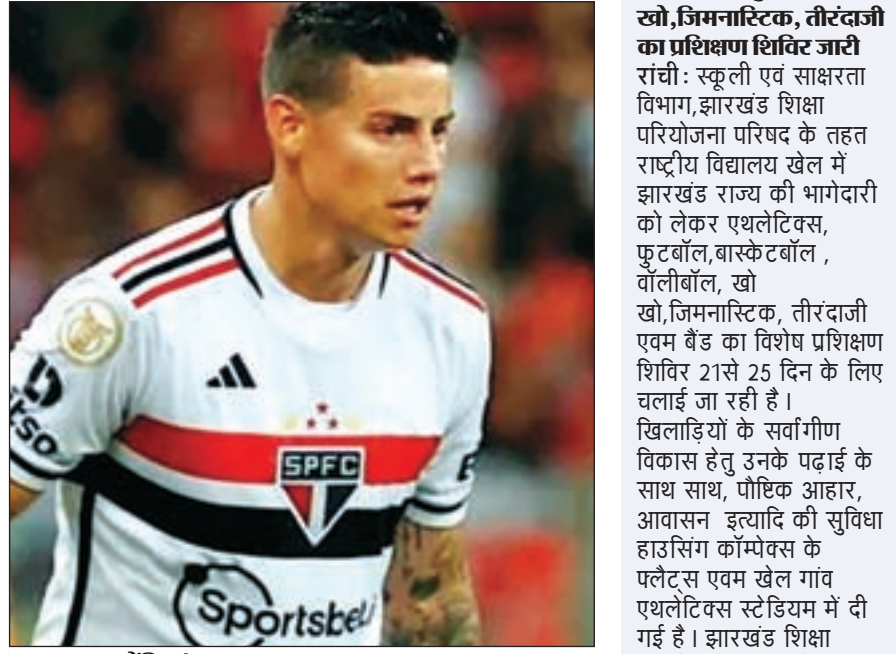 SPFC
Sportsbet
खो,जिमनास्टिक, तीरंदाजी
का प्रशिक्षण शिविर जारी
रांची: स्कूली एवं साक्षरता
विभाग,झारखंड शिक्षा
परियोजना परिषद के तहत
राष्ट्रीय विद्यालय खेल में
झारखंड राज्य की भागेदारी
को लेकर एथलेटिक्स,
फुटबॉल,बास्केटबॉल ,
वॉलीबॉल, खो
खो,जिमनास्टिक, तीरंदाजी
एवम बैंड का विशेष प्रशिक्षण
शिविर 21से 25 दिन के लिए
चलाई जा रही है।
खिलाड़ियों के सर्वांगीण
विकास हेतु उनके पढ़ाई के
साथ साथ, पौष्टिक आहार,
आवासन इत्यादि की सुविधा
हाउसिंग कॉम्पेक्स के
फ्लैट्स एवम खेल गांव
एथलेटिक्स स्टेडियम में दी
गई है। झारखंड शिक्षा